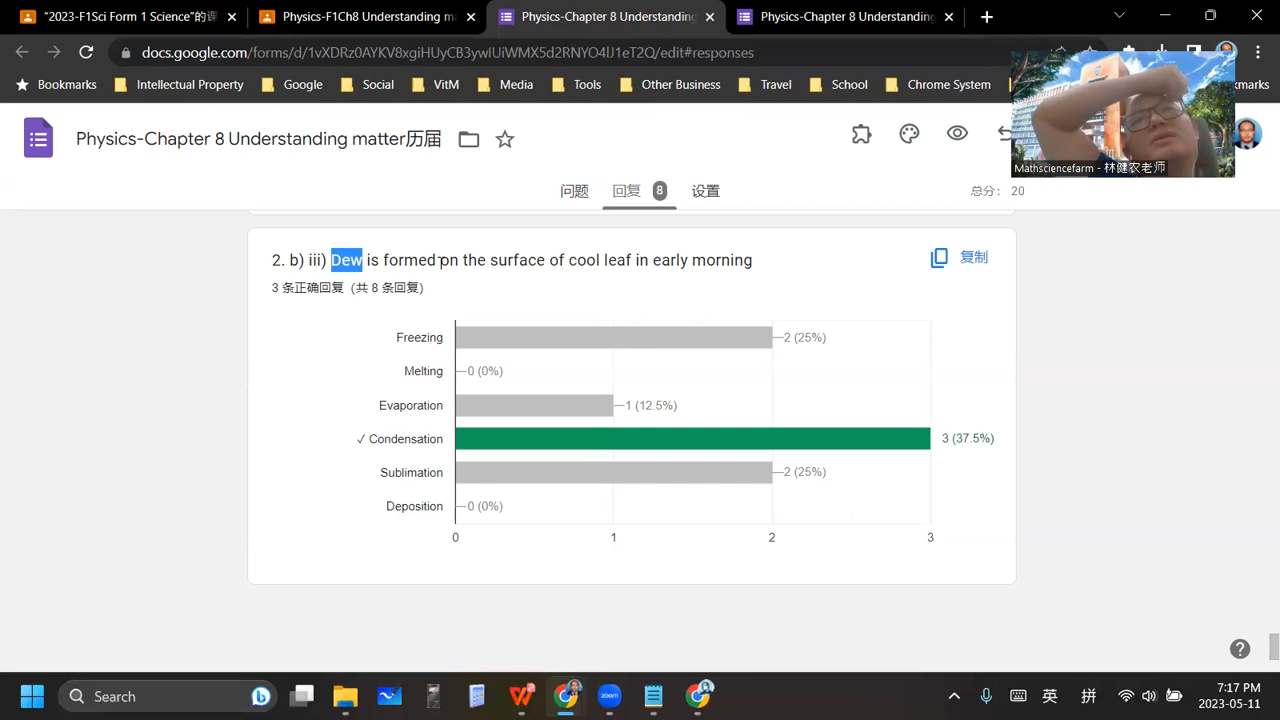 "2023-F1Sci Form 1 Science"的课
Physics-F1Ch8 Understanding ma
Physics-Chapter 8 Understanding
Physics-Chapter 8 Understanding
docs.google.com/forms/d/1vXDRz0AYKV8xgiHUyCB3ywlUiWMX5d2RNYO4lJ1eT2Q/edit#responses
Bookmarks
Intellectual Property
Google
Social
VitM
Media
Tools
Other Business
Travel
School
Chrome System
kmarks
Physics-Chapter 8 Understanding matter历届
Mathsciencefarm - 林健农老师
问题
回复 8
设置
总分: 20
2. b) iii) Dew is formed on the surface of cool leaf in early morning
复制
3 条正确回复（共 8 条回复）
Freezing 2 (25%)
Melting 0 (0%)
Evaporation 1 (12.5%)
✓ Condensation 3 (37.5%)
Sublimation 2 (25%)
Deposition 0 (0%)
0 1 2 3
Search
zoom
英
拼
7:17 PM
2023-05-11